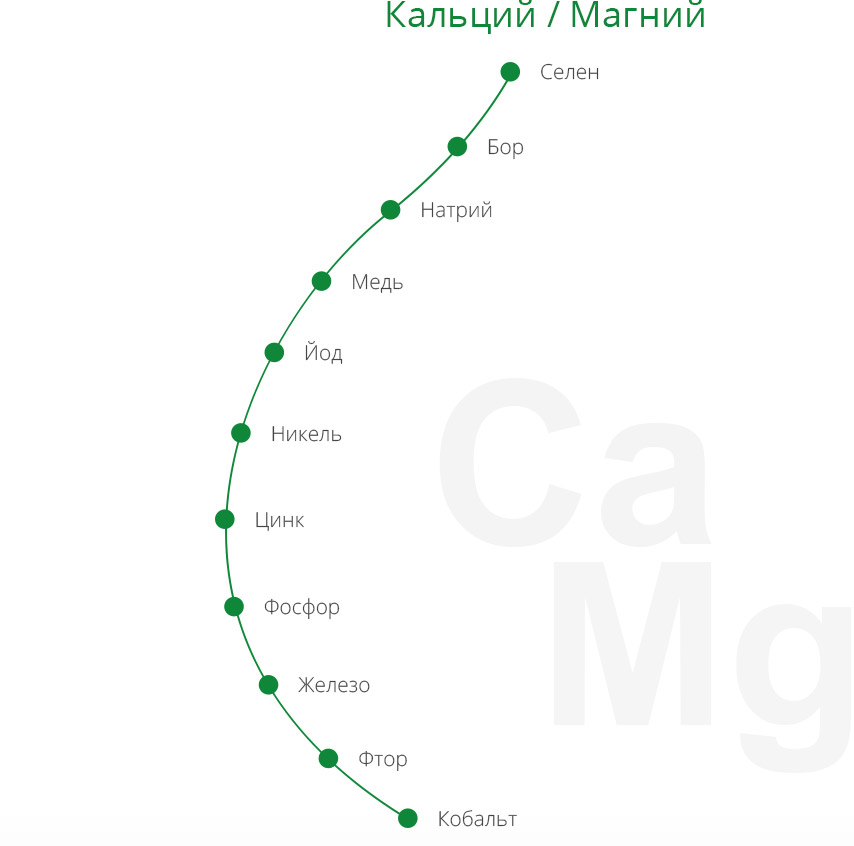 Кальций / Магний
Селен
Бор
Натрий
Медь
Йод
Никель
Ca
Цинк
Mg
Фосфор
Железо
Фтор
Кобальт